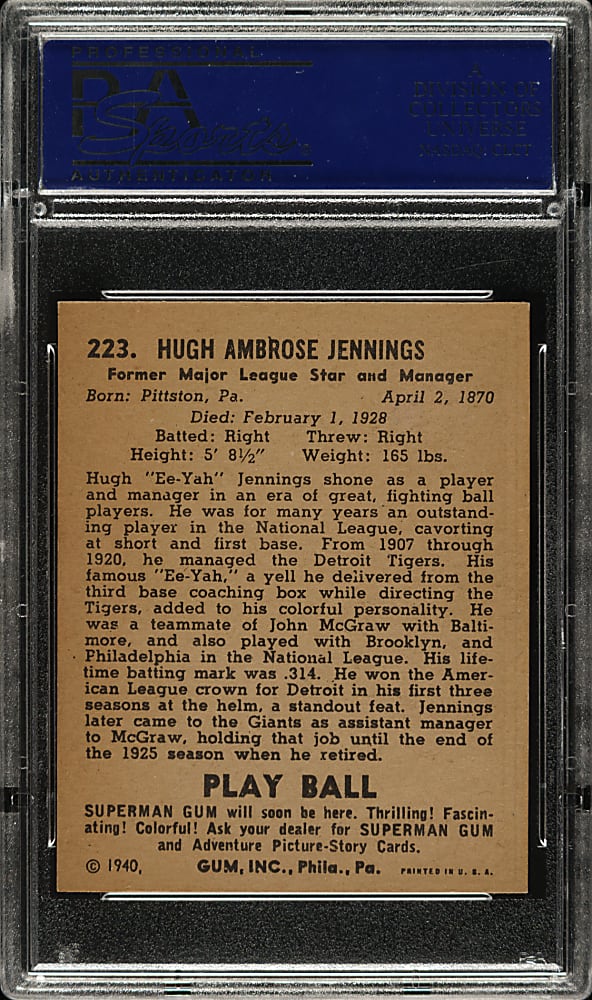 PROFESSIONAL
PSA
Sports
AUTHENTICATOR
A
DIVISION OF
COLLECTORS
UNIVERSE
NASDAQ: CLCT
223. HUGH AMBROSE JENNINGS
Former Major League Star and Manager
Born: Pittston, Pa. April 2, 1870
Died: February 1, 1928
Batted: Right Threw: Right
Height: 5' 8½" Weight: 165 lbs.
Hugh "Ee-Yah" Jennings shone as a player
and manager in an era of great, fighting ball
players. He was for many years an outstand-
ing player in the National League, cavorting
at short and first base. From 1907 through
1920, he managed the Detroit Tigers. His
famous "Ee-Yah," a yell he delivered from the
third base coaching box while directing the
Tigers, added to his colorful personality. He
was a teammate of John McGraw with Balti-
more, and also played with Brooklyn, and
Philadelphia in the National League. His life-
time batting mark was .314. He won the Amer-
ican League crown for Detroit in his first three
seasons at the helm, a standout feat. Jennings
later came to the Giants as assistant manager
to McGraw, holding that job until the end of
the 1925 season when he retired.
PLAY BALL
SUPERMAN GUM will soon be here. Thrilling! Fascin-
ating! Colorful! Ask your dealer for SUPERMAN GUM
and Adventure Picture-Story Cards.
© 1940, GUM, INC., Phila., Pa. PRINTED IN U. S. A.